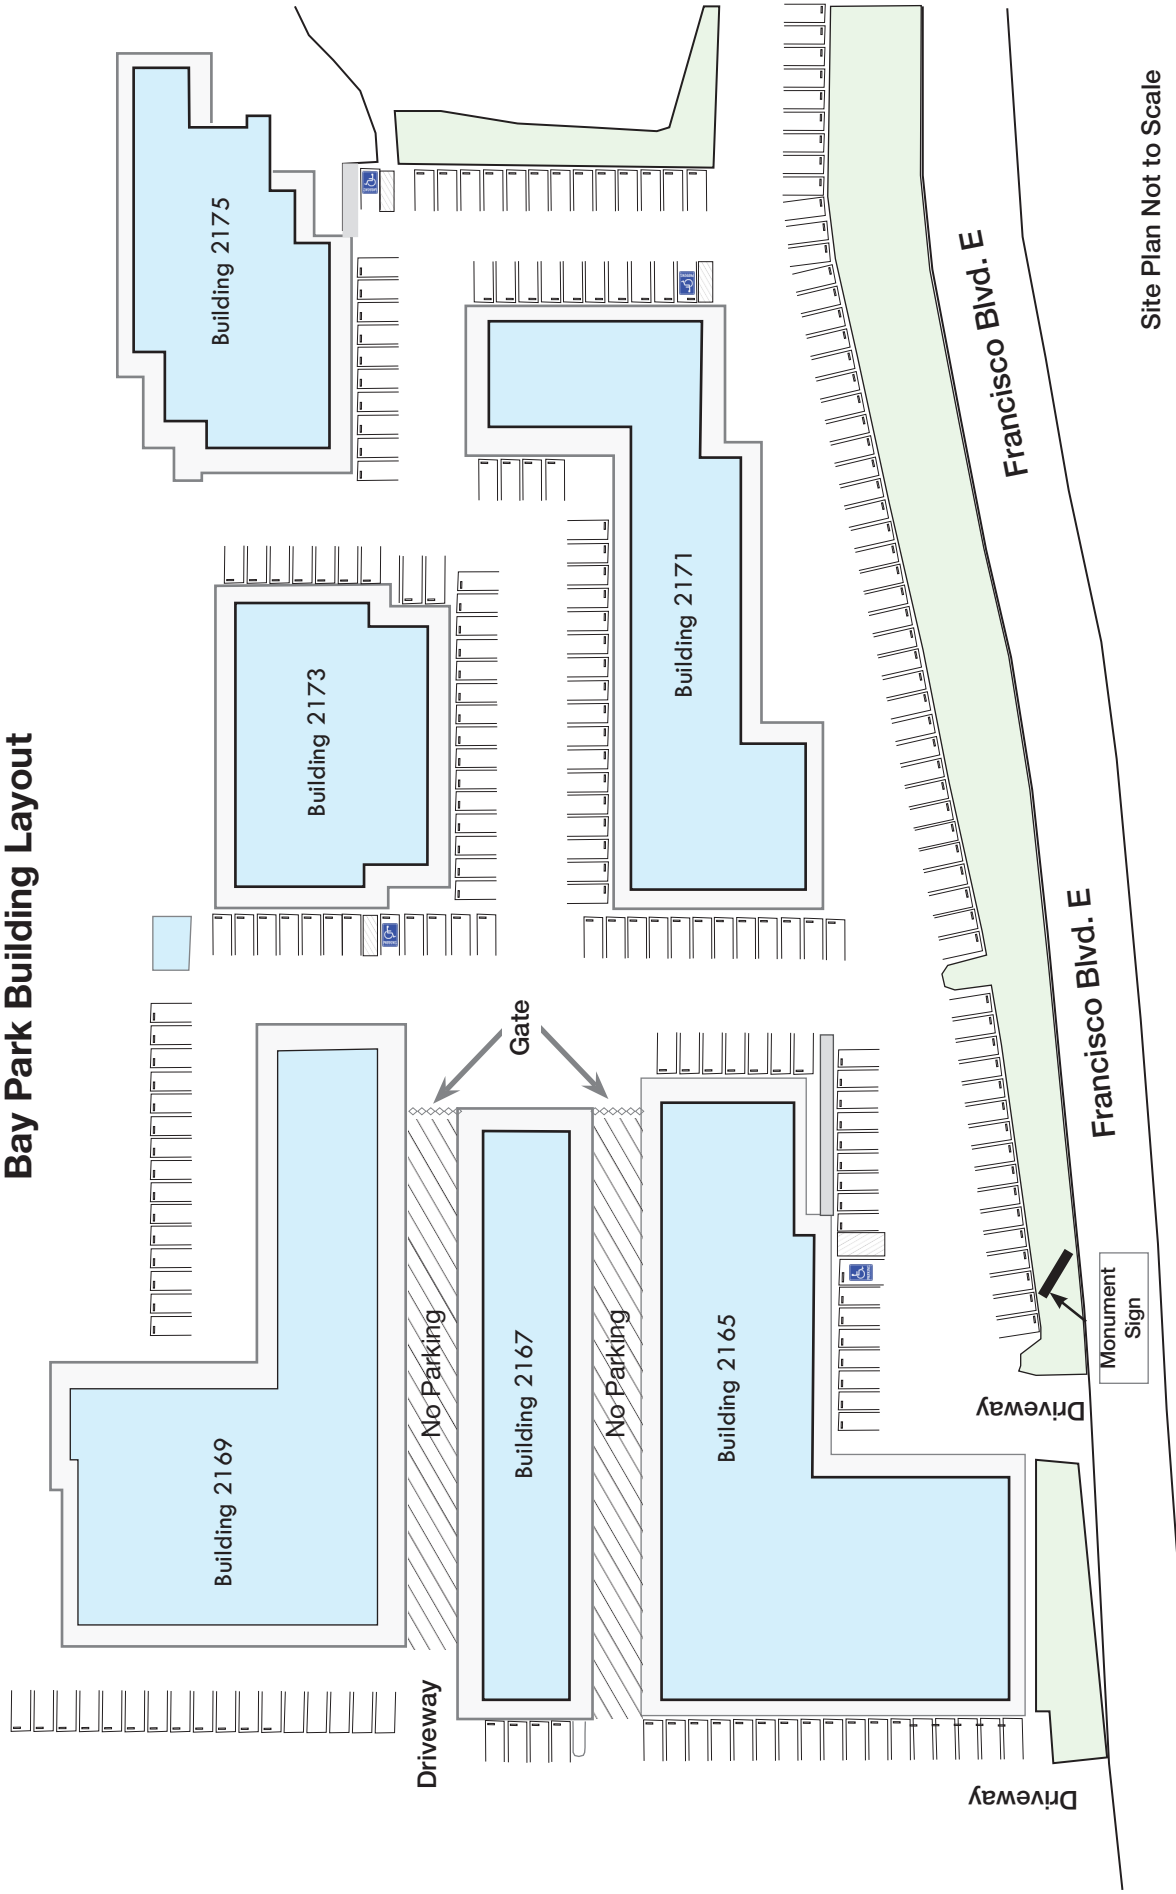 Bay Park Building Layout
Building 2169
Building 2173
Building 2175
No Parking
Driveway
Gate
Building 2167
No Parking
Building 2165
Building 2171
Driveway
Driveway
Monument
Sign
Francisco Blvd. E
Francisco Blvd. E
Site Plan Not to Scale